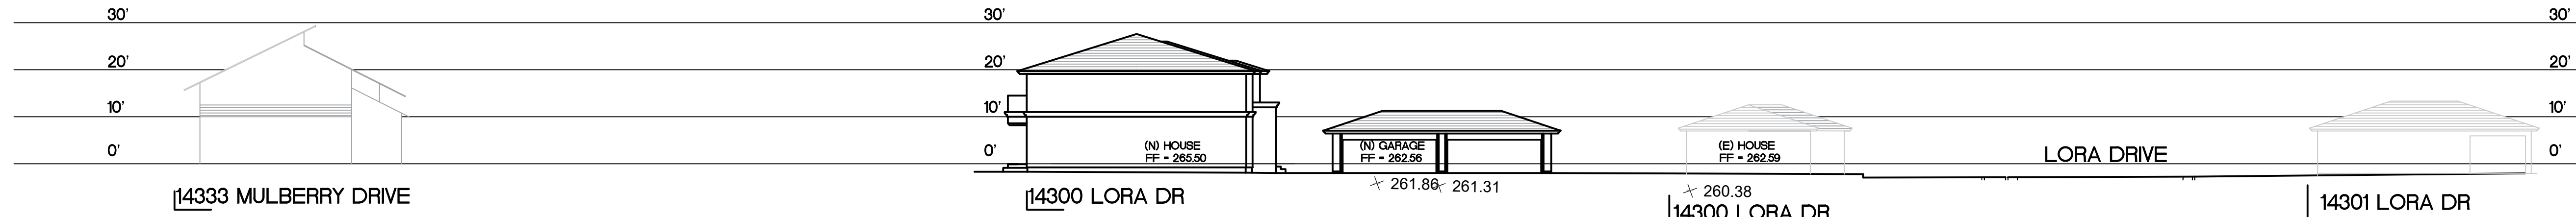 30' 30' 30'
20' 20' 20'
10' 10' 10'
0' 0' 0'
(N) HOUSE
FF = 265.50
(N) GARAGE
FF = 262.56
(E) HOUSE
FF = 262.59
LORA DRIVE
261.86 261.31
260.38
14333 MULBERRY DRIVE
14300 LORA DR
14300 LORA DR
14301 LORA DR